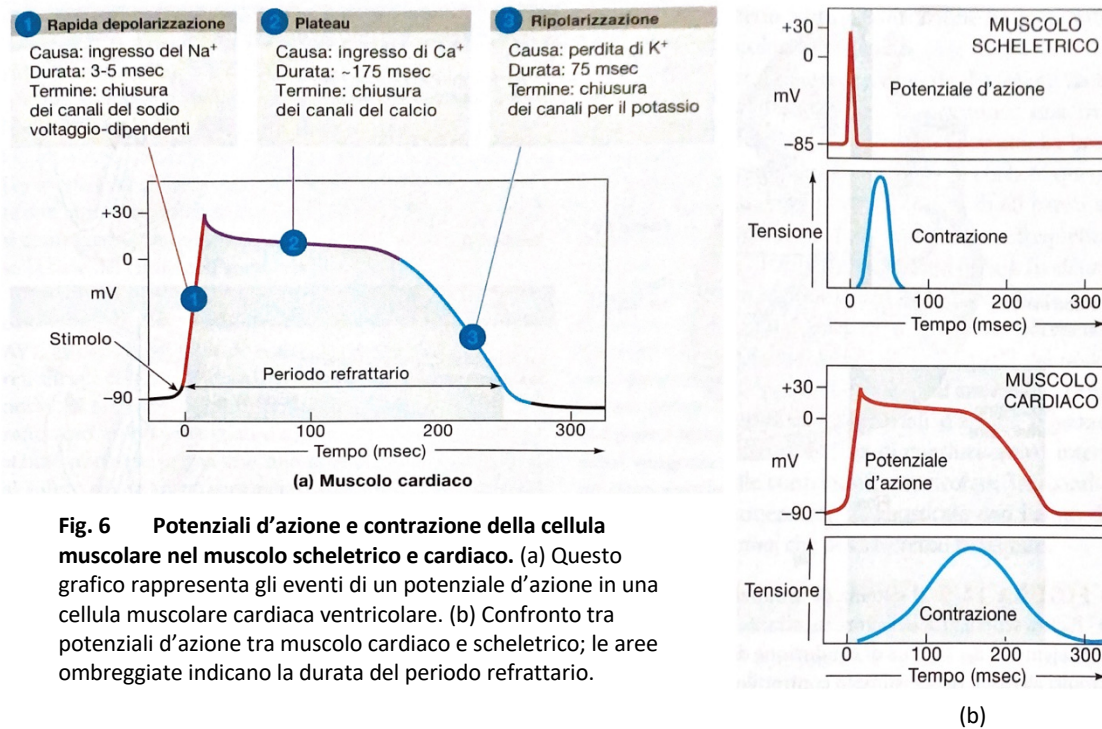 1 Rapida depolarizzazione
Causa: ingresso del Na⁺
Durata: 3-5 msec
Termine: chiusura
dei canali del sodio
voltaggio-dipendenti
2 Plateau
Causa: ingresso di Ca⁺
Durata: ~175 msec
Termine: chiusura
dei canali del calcio
3 Ripolarizzazione
Causa: perdita di K⁺
Durata: 75 msec
Termine: chiusura
dei canali per il potassio
+30
0
mV
–90
Stimolo
1
2
3
Periodo refrattario
0 100 200 300
Tempo (msec)
(a) Muscolo cardiaco
Fig. 6 Potenziali d’azione e contrazione della cellula
muscolare nel muscolo scheletrico e cardiaco. (a) Questo
grafico rappresenta gli eventi di un potenziale d’azione in una
cellula muscolare cardiaca ventricolare. (b) Confronto tra
potenziali d’azione tra muscolo cardiaco e scheletrico; le aree
ombreggiate indicano la durata del periodo refrattario.
+30
0
mV
–85
MUSCOLO
SCHELETRICO
Potenziale d’azione
Tensione
Contrazione
0 100 200 300
Tempo (msec)
+30
0
mV
–90
MUSCOLO
CARDIACO
Potenziale
d’azione
Tensione
Contrazione
0 100 200 300
Tempo (msec)
(b)